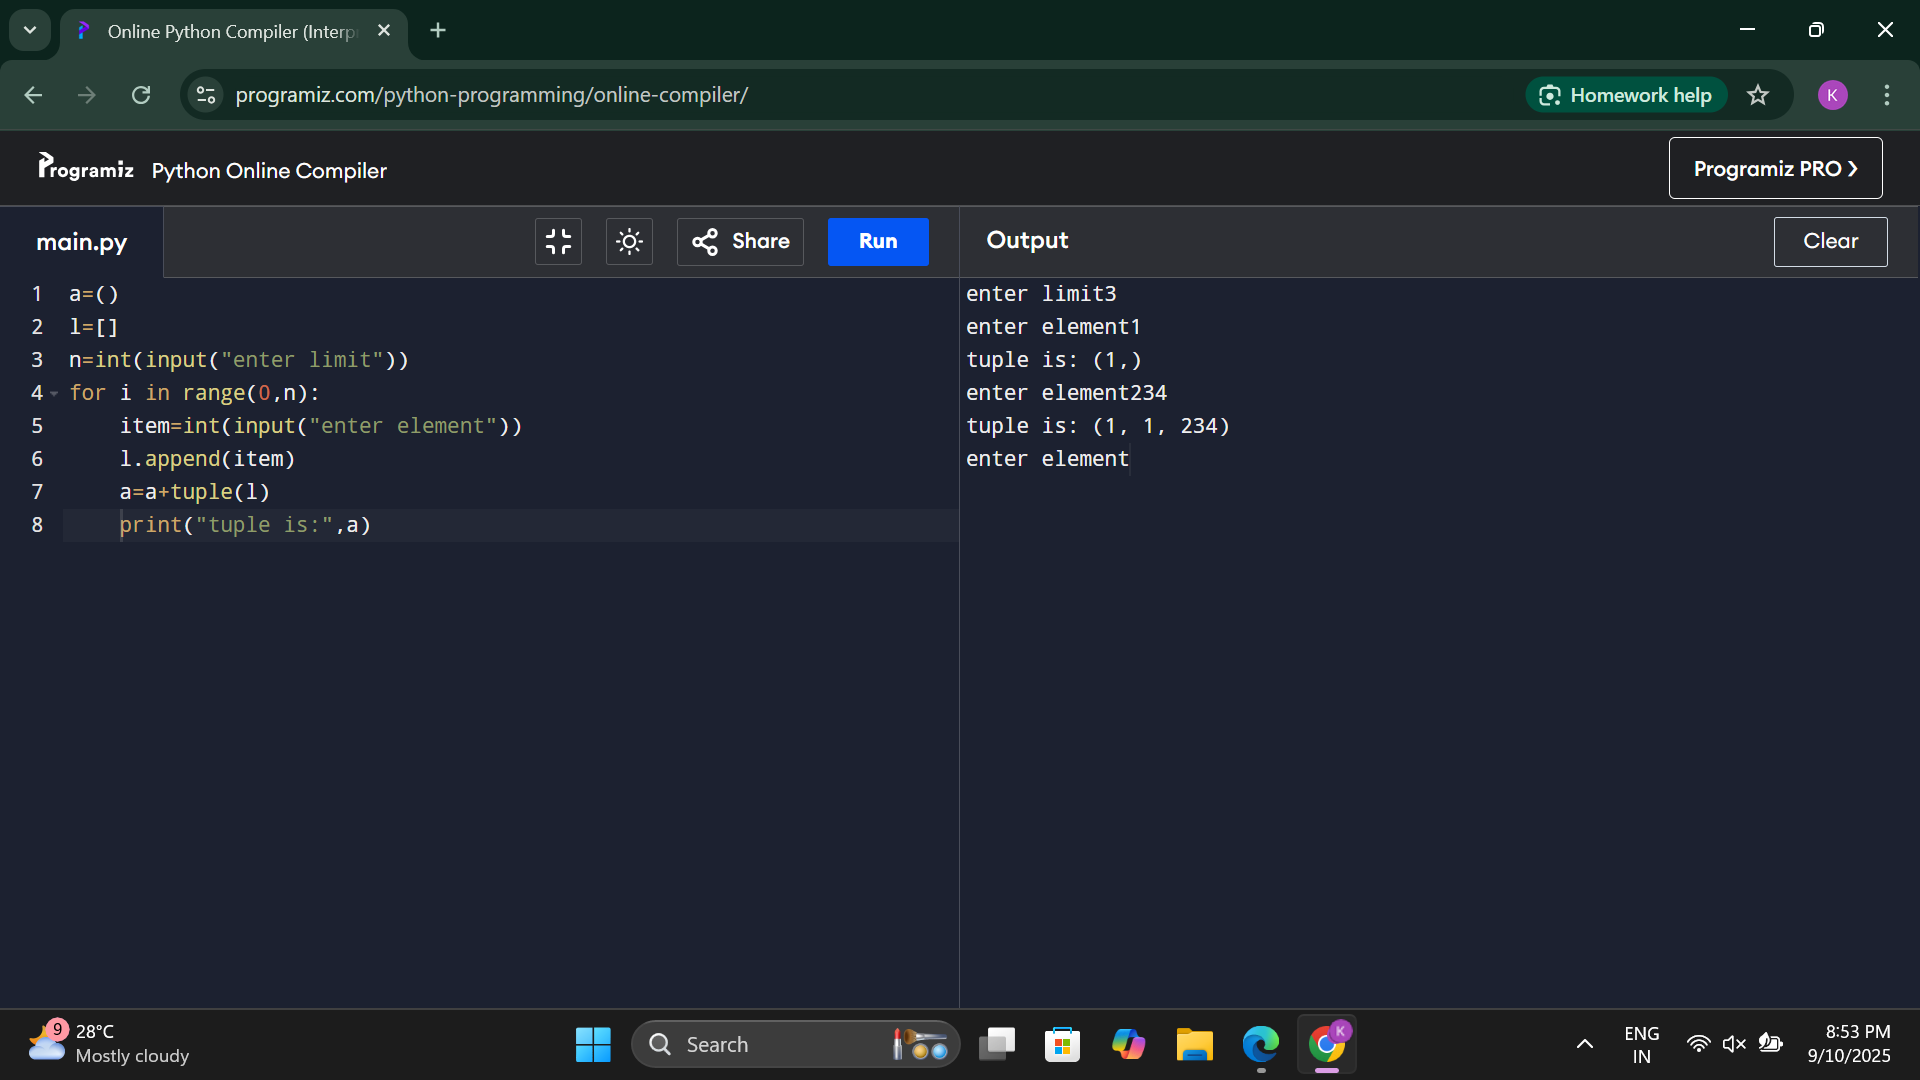 Online Python Compiler (Interp
programiz.com/python-programming/online-compiler/
Homework help
K
Programiz
Python Online Compiler
Programiz PRO ❯
main.py
Share
Run
Output
Clear
1 a=()
2 l=[]
3 n=int(input("enter limit"))
4 for i in range(0,n):
5     item=int(input("enter element"))
6     l.append(item)
7     a=a+tuple(l)
8     print("tuple is:",a)
enter limit3
enter element1
tuple is: (1,)
enter element234
tuple is: (1, 1, 234)
enter element
9
28°C
Mostly cloudy
Search
K
ENG
IN
8:53 PM
9/10/2025